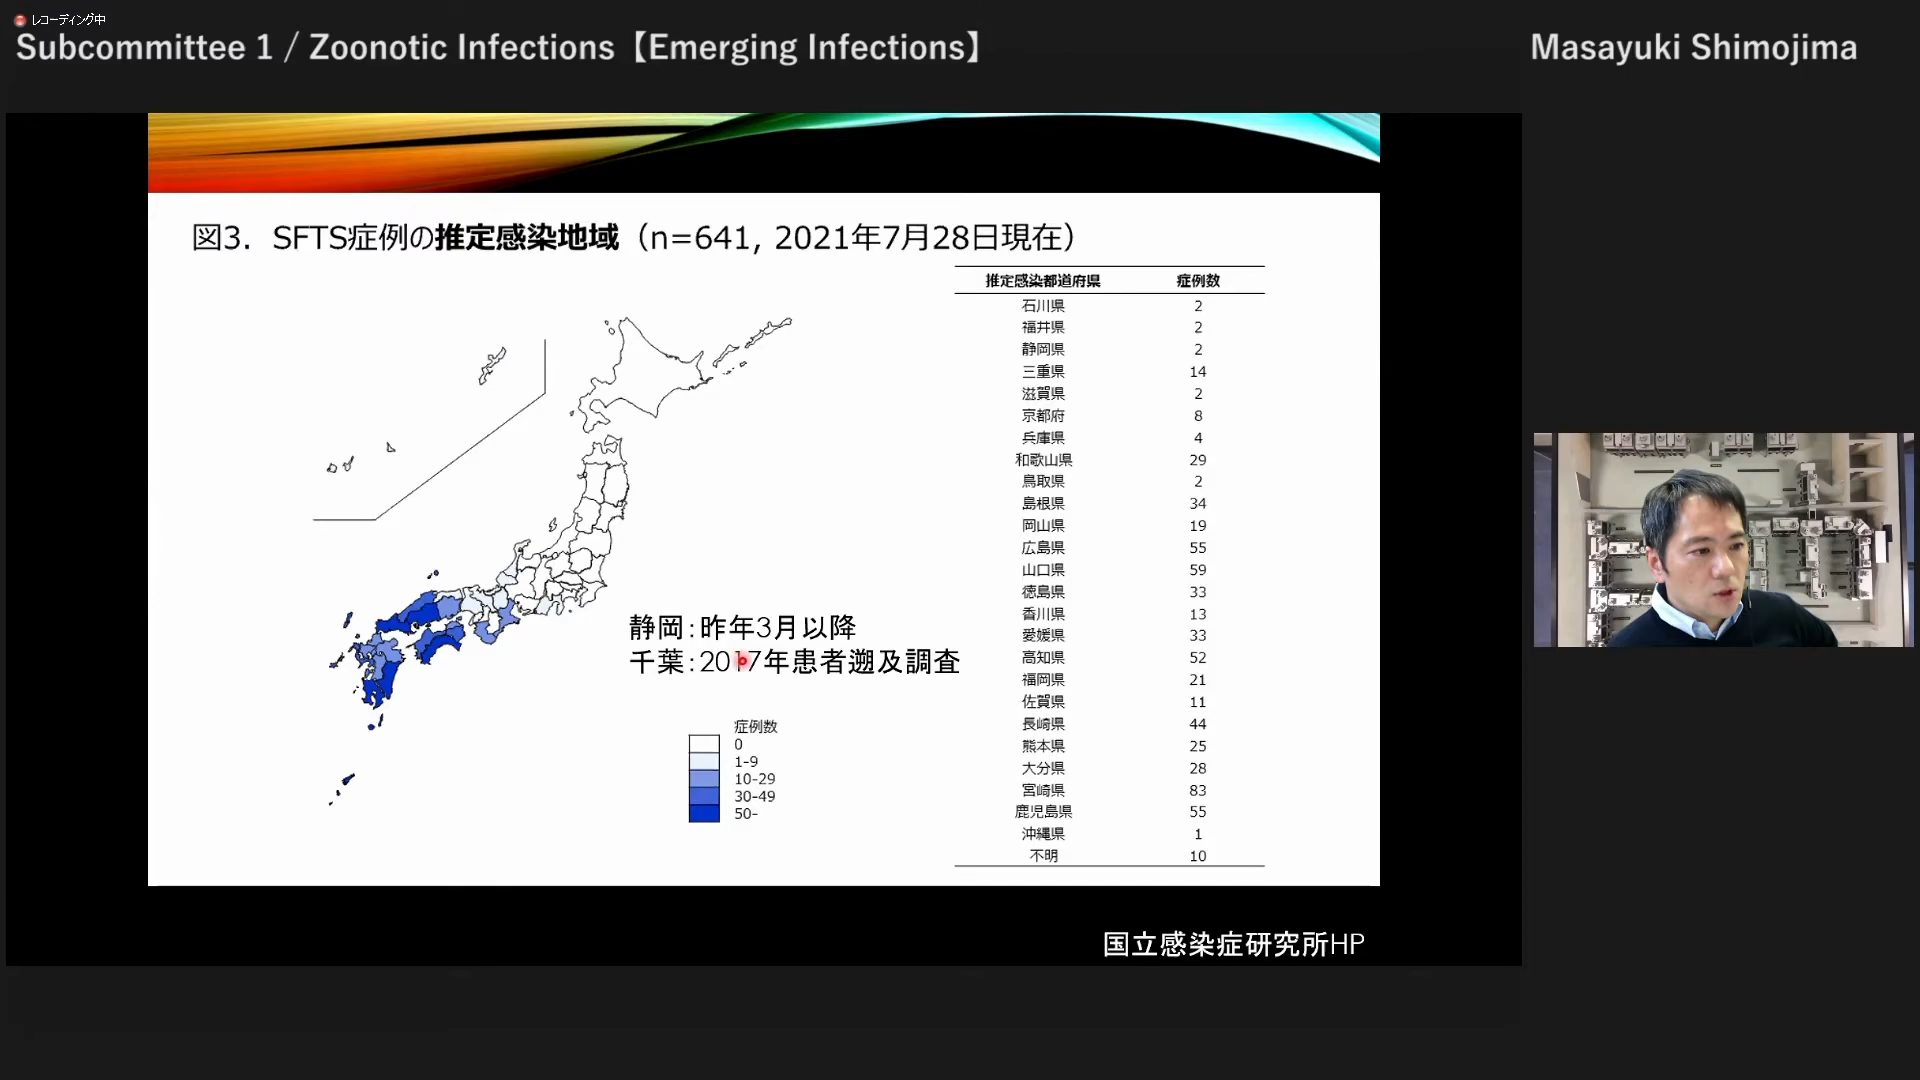 レコーディング中
Subcommittee 1 / Zoonotic Infections【Emerging Infections】
Masayuki Shimojima
図3. SFTS症例の推定感染地域（n=641, 2021年7月28日現在）
推定感染都道府県 症例数
石川県 2
福井県 2
静岡県 2
三重県 14
滋賀県 2
京都府 8
兵庫県 4
和歌山県 29
鳥取県 2
島根県 34
岡山県 19
広島県 55
山口県 59
徳島県 33
香川県 13
愛媛県 33
高知県 52
福岡県 21
佐賀県 11
長崎県 44
熊本県 25
大分県 28
宮崎県 83
鹿児島県 55
沖縄県 1
不明 10
静岡：昨年3月以降
千葉：2017年患者遡及調査
症例数
0
1-9
10-29
30-49
50-
国立感染症研究所HP